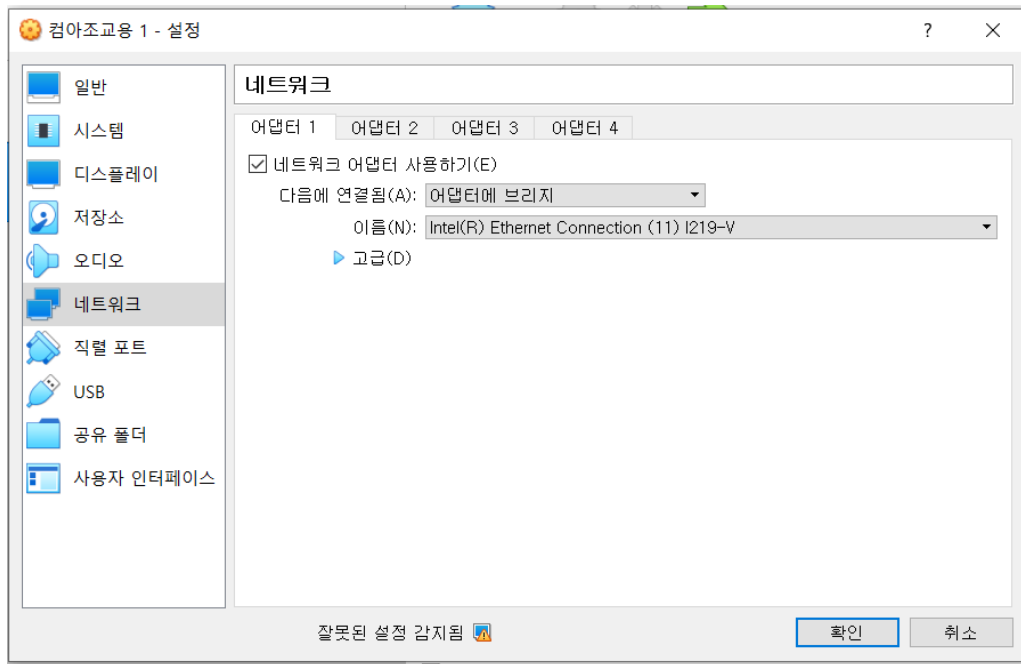 컴아조교용 1 - 설정
?
일반
시스템
디스플레이
저장소
오디오
네트워크
직렬 포트
USB
공유 폴더
사용자 인터페이스
네트워크
어댑터 1 어댑터 2 어댑터 3 어댑터 4
네트워크 어댑터 사용하기(E)
다음에 연결됨(A): 어댑터에 브리지
이름(N): Intel(R) Ethernet Connection (11) I219-V
고급(D)
잘못된 설정 감지됨
확인 취소